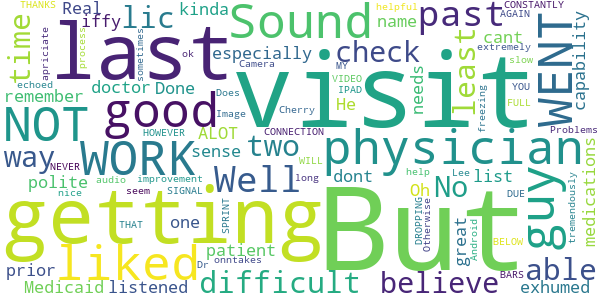 THANKS Real iffy lic kinda name past CONSTANTLY AGAIN helpful
time last Sound visit least WENT capability
sometimes process apriciate echoed ok
especially check cant extremely slow
remember doctor Done Camera MY VIDEO IPAD YOU FULL
Does Image Cherry He needs freezing
NOT good ALOT CONNECTION Problems
way WORK sense two physician guy medications
HOWEVER NEVER audio improvement WILL dont help
polite nice seem SIGNAL long Well No list tremendously
getting But Oh Lee DUE
THAT one SPRINT DROPPING otherwise great Android BELOW
prior liked Dr onntakes patient believe able BARS
Medicaid listened difficult exhumed